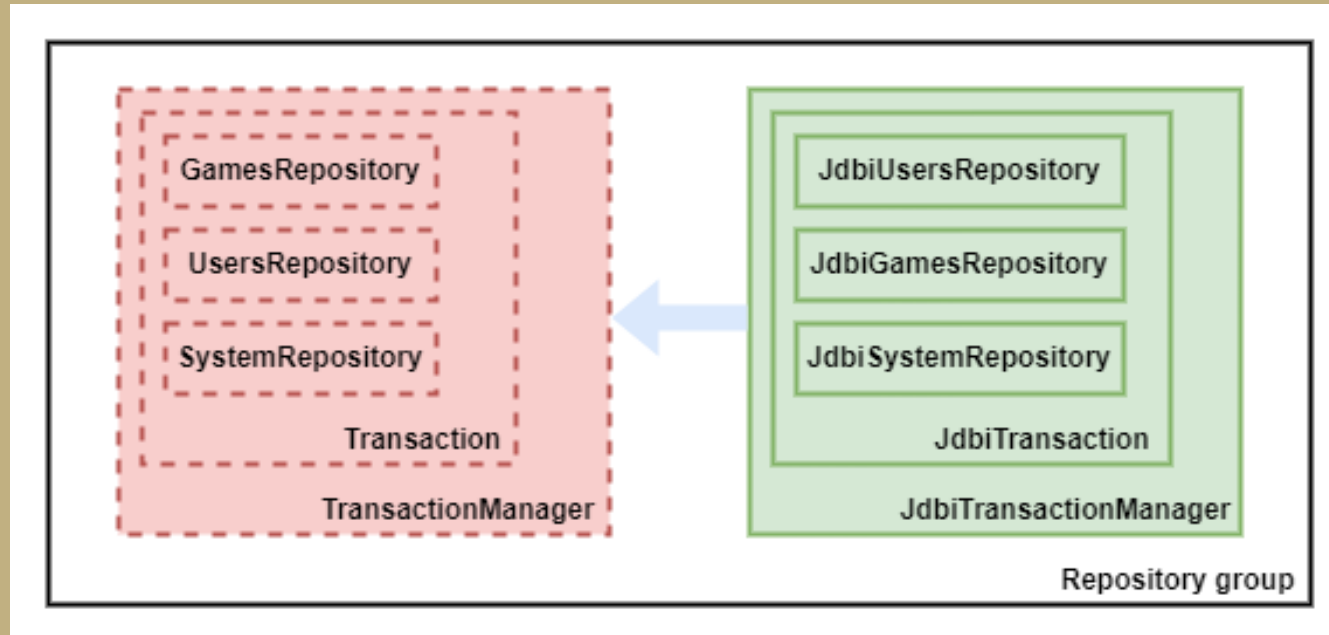 GamesRepository
UsersRepository
SystemRepository
Transaction
TransactionManager
JdbiUsersRepository
JdbiGamesRepository
JdbiSystemRepository
JdbiTransaction
JdbiTransactionManager
Repository group